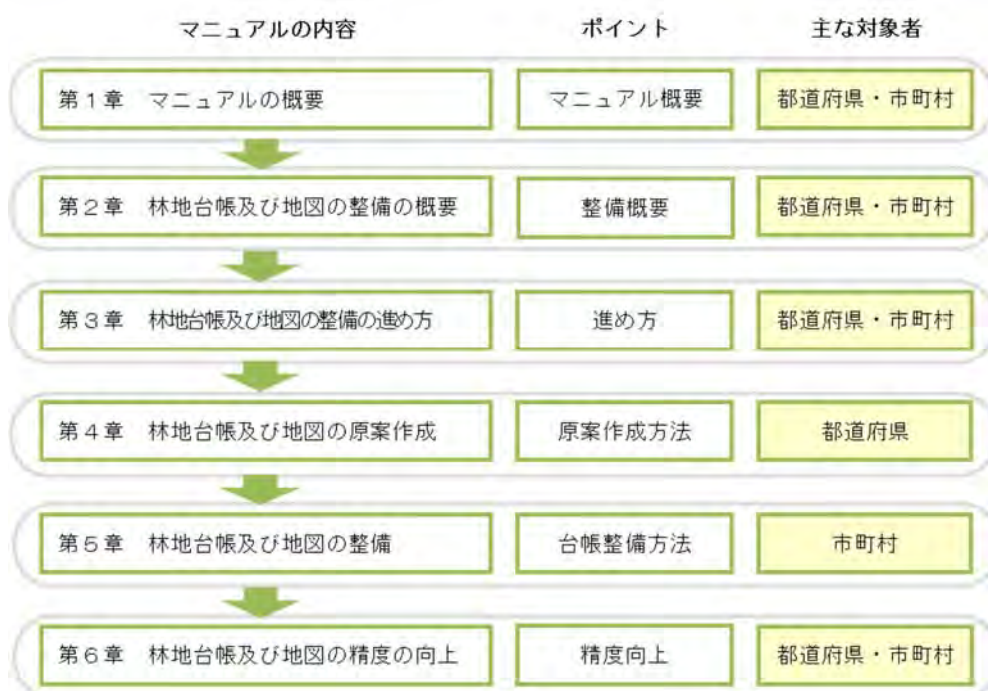 マニュアルの内容 ポイント 主な対象者
第１章 マニュアルの概要 マニュアル概要 都道府県・市町村
第２章 林地台帳及び地図の整備の概要 整備概要 都道府県・市町村
第３章 林地台帳及び地図の整備の進め方 進め方 都道府県・市町村
第４章 林地台帳及び地図の原案作成 原案作成方法 都道府県
第５章 林地台帳及び地図の整備 台帳整備方法 市町村
第６章 林地台帳及び地図の精度の向上 精度向上 都道府県・市町村